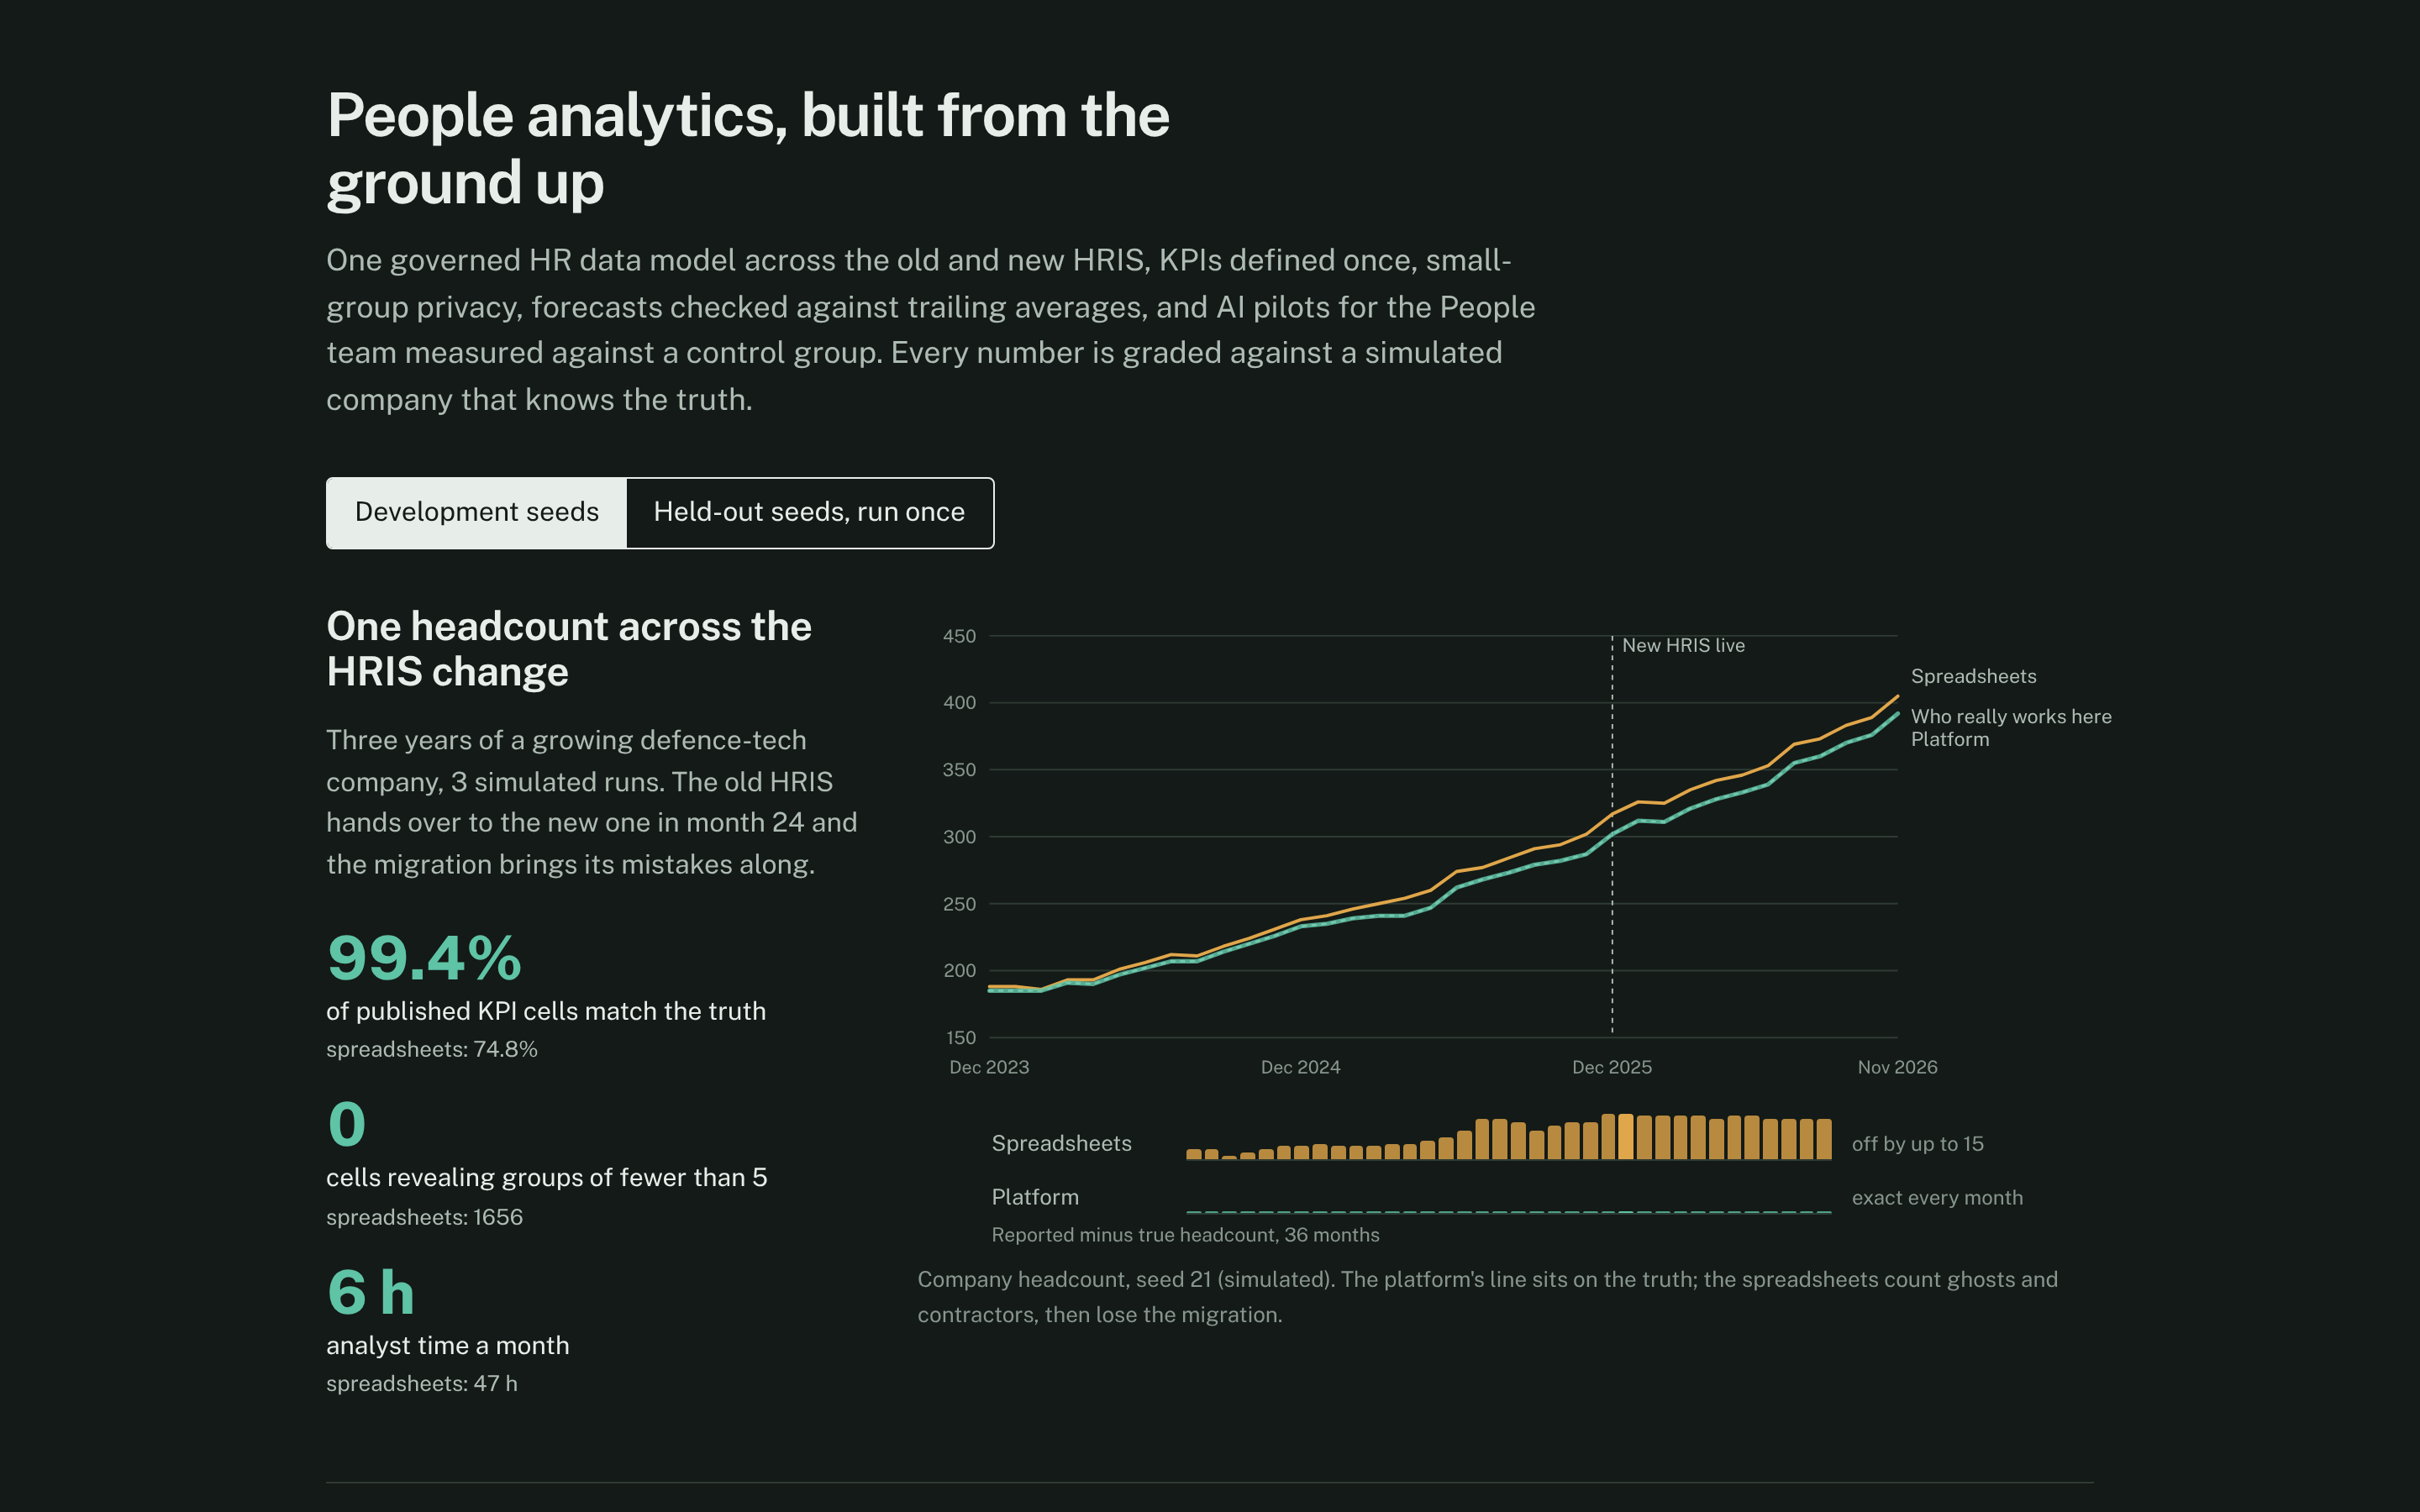 People analytics, built from the
ground up
One governed HR data model across the old and new HRIS, KPIs defined once, small-
group privacy, forecasts checked against trailing averages, and AI pilots for the People
team measured against a control group. Every number is graded against a simulated
company that knows the truth.
Development seeds
Held-out seeds, run once
One headcount across the
HRIS change
Three years of a growing defence-tech
company, 3 simulated runs. The old HRIS
hands over to the new one in month 24 and
the migration brings its mistakes along.
99.4%
of published KPI cells match the truth
spreadsheets: 74.8%
0
cells revealing groups of fewer than 5
spreadsheets: 1656
6 h
analyst time a month
spreadsheets: 47 h
450
400
350
300
250
200
150
New HRIS live
Spreadsheets
Who really works here
Platform
Dec 2023
Dec 2024
Dec 2025
Nov 2026
Spreadsheets
off by up to 15
Platform
exact every month
Reported minus true headcount, 36 months
Company headcount, seed 21 (simulated). The platform's line sits on the truth; the spreadsheets count ghosts and
contractors, then lose the migration.